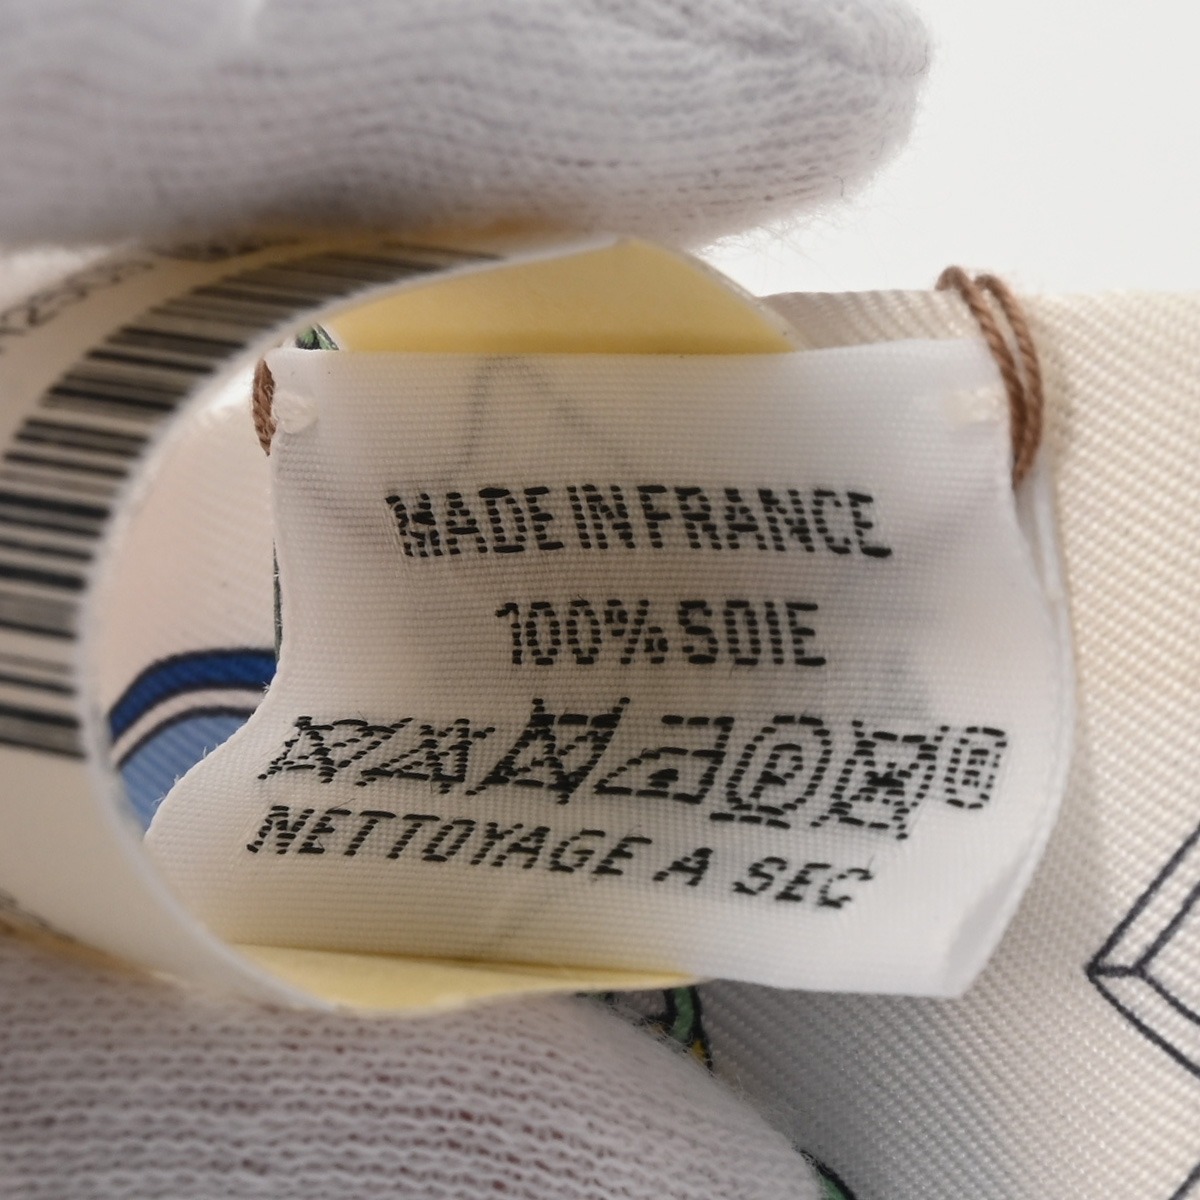 MADE IN FRANCE
100% SOIE
NETTOYAGE A SEC